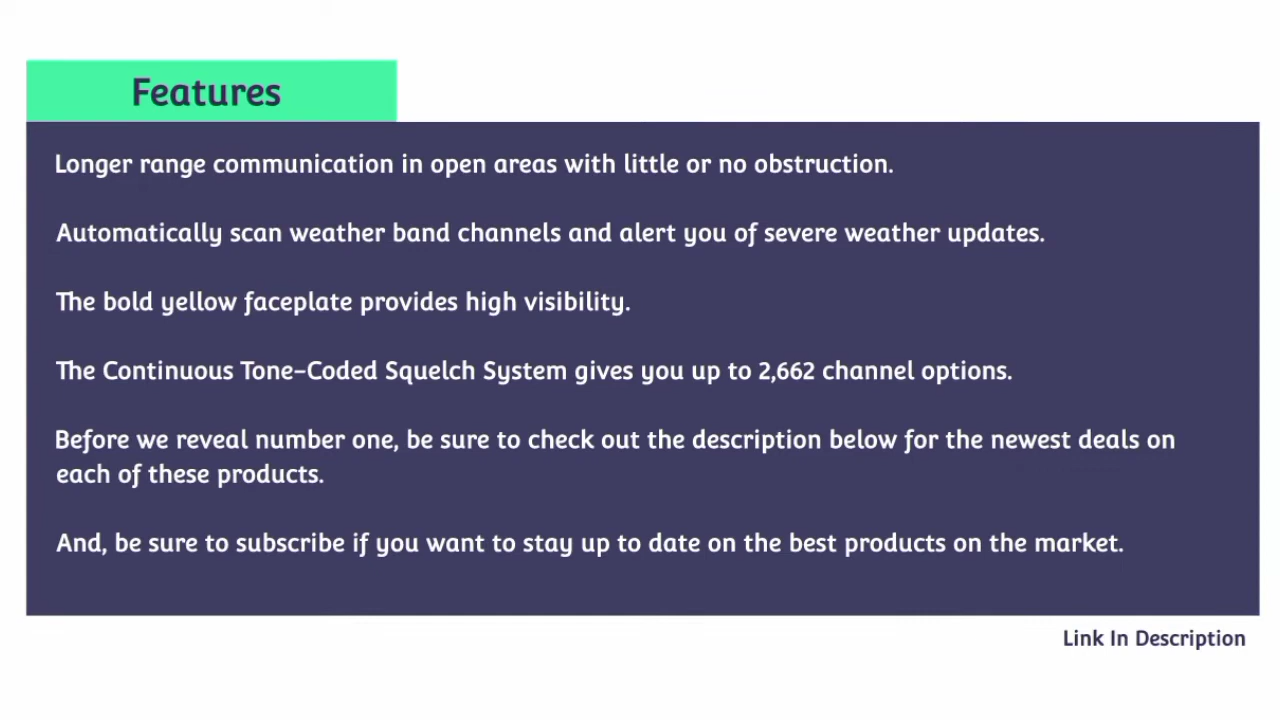 Features
Longer range communication in open areas with little or no obstruction.
Automatically scan weather band channels and alert you of severe weather updates.
The bold yellow faceplate provides high visibility.
The Continuous Tone-Coded Squelch System gives you up to 2,662 channel options.
Before we reveal number one, be sure to check out the description below for the newest deals on
each of these products.
And, be sure to subscribe if you want to stay up to date on the best products on the market.
Link In Description